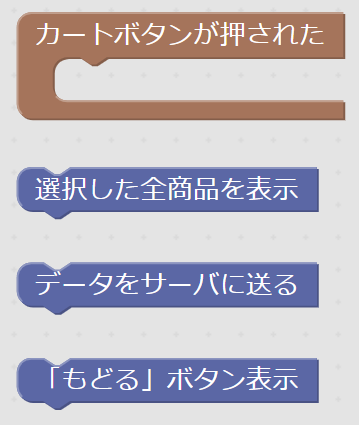 カートボタンが押された
選択した全商品を表示
データをサーバに送る
「もどる」ボタン表示